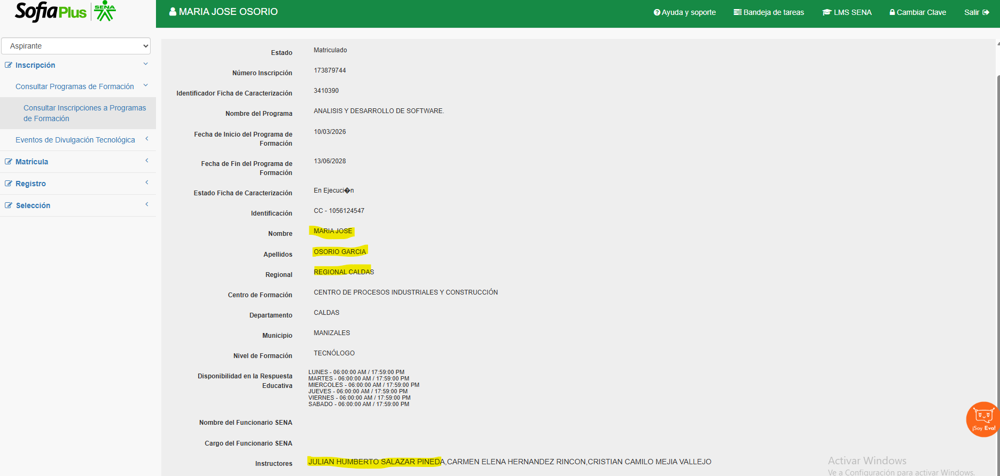 SofiaPlus SENA
MARIA JOSE OSORIO
Ayuda y soporte
Bandeja de tareas
LMS SENA
Cambiar Clave
Salir
Aspirante
Inscripción
Consultar Programas de Formación
Consultar Inscripciones a Programas
de Formación
Eventos de Divulgación Tecnológica
Matrícula
Registro
Selección
Estado Matriculado
Número Inscripción 173879744
Identificador Ficha de Caracterización 3410390
Nombre del Programa ANALISIS Y DESARROLLO DE SOFTWARE.
Fecha de Inicio del Programa de 10/03/2026
Formación
Fecha de Fin del Programa de 13/06/2028
Formación
Estado Ficha de Caracterización En Ejecuci�n
Identificación CC - 1056124547
Nombre MARIA JOSE
Apellidos OSORIO GARCIA
Regional REGIONAL CALDAS
Centro de Formación CENTRO DE PROCESOS INDUSTRIALES Y CONSTRUCCIÓN
Departamento CALDAS
Municipio MANIZALES
Nivel de Formación TECNÓLOGO
Disponibilidad en la Respuesta
Educativa
LUNES - 06:00:00 AM / 17:59:00 PM
MARTES - 06:00:00 AM / 17:59:00 PM
MIERCOLES - 06:00:00 AM / 17:59:00 PM
JUEVES - 06:00:00 AM / 17:59:00 PM
VIERNES - 06:00:00 AM / 17:59:00 PM
SABADO - 06:00:00 AM / 17:59:00 PM
Nombre del Funcionario SENA
Cargo del Funcionario SENA
Instructores JULIAN HUMBERTO SALAZAR PINEDA,CARMEN ELENA HERNANDEZ RINCON,CRISTIAN CAMILO MEJIA VALLEJO
¡Soy Eva!
Activar Windows
Ve a Configuración para activar Windows.